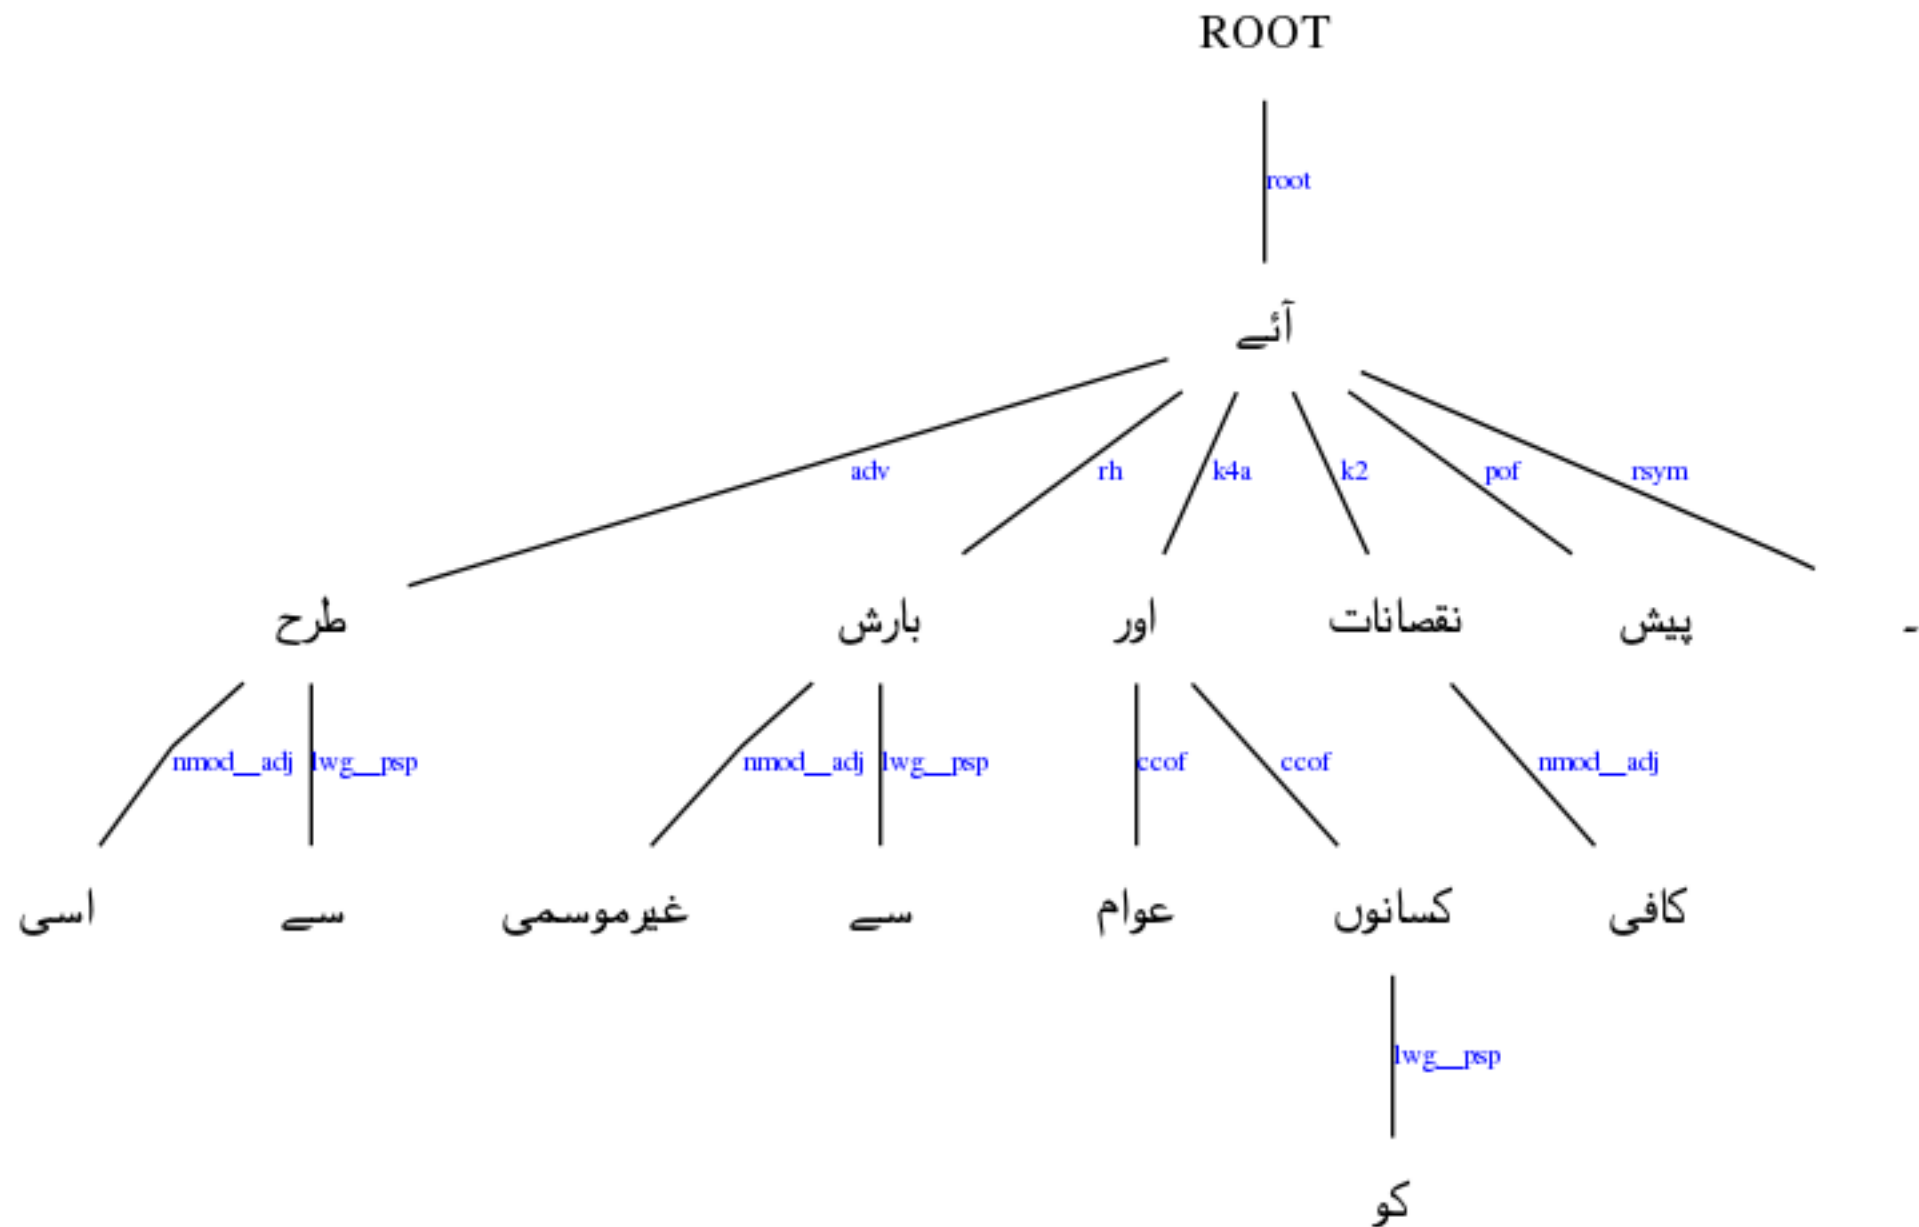 ROOT
root
آئے
adv rh k4a k2 pof rsym
طرح بارش اور نقصانات پیش ۔
nmod__adj lwg__psp nmod__adj lwg__psp ccof ccof nmod__adj
اسی سے غیرموسمی سے عوام کسانوں کافی
lwg__psp
کو